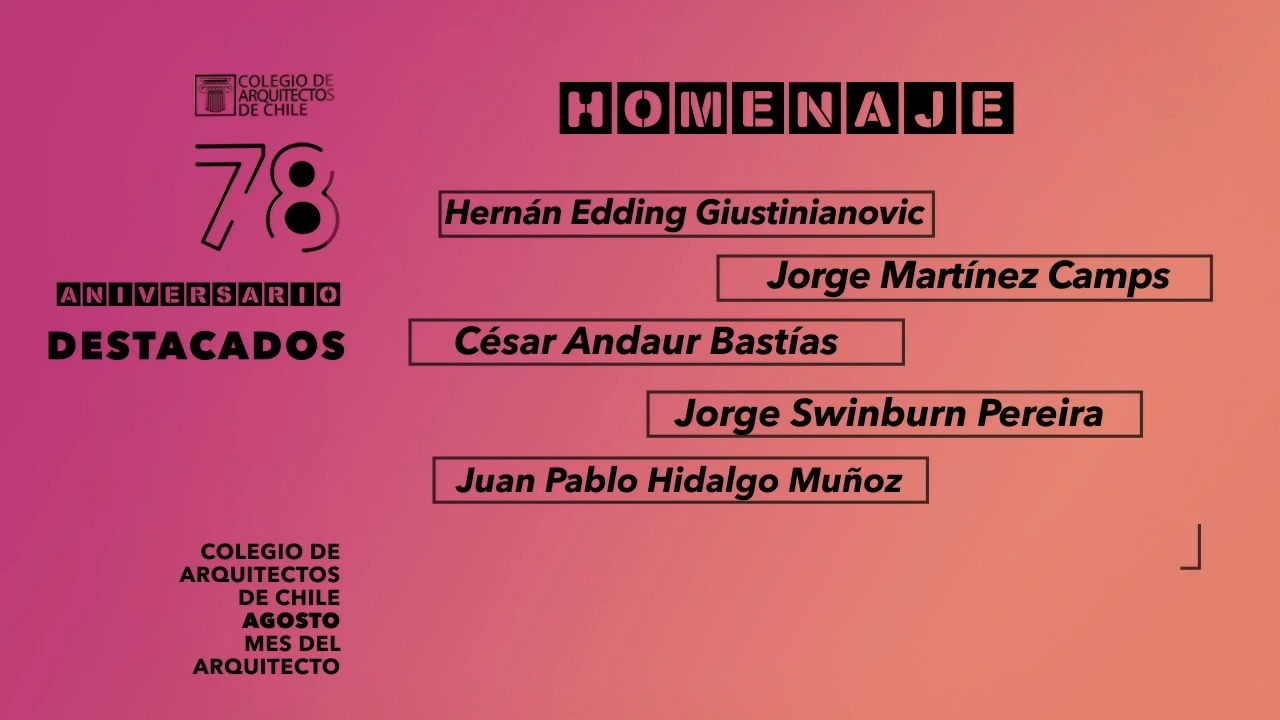 COLEGIO DE
ARQUITECTOS
DE CHILE
78
ANIVERSARIO
DESTACADOS
HOMENAJE
Hernán Edding Giustinianovic
Jorge Martínez Camps
César Andaur Bastías
Jorge Swinburn Pereira
Juan Pablo Hidalgo Muñoz
COLEGIO DE
ARQUITECTOS
DE CHILE
AGOSTO
MES DEL
ARQUITECTO